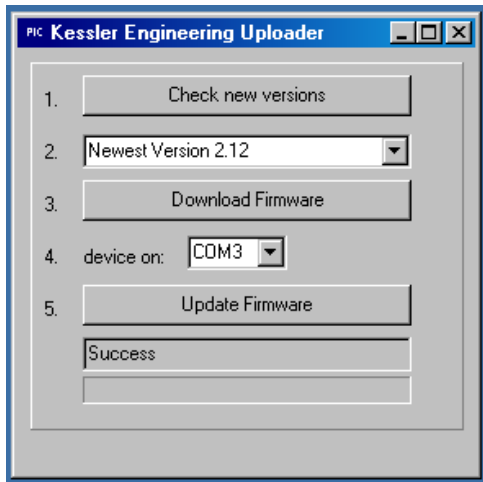 PIC Kessler Engineering Uploader
1. Check new versions
2. Newest Version 2.12
3. Download Firmware
4. device on: COM3
5. Update Firmware
Success